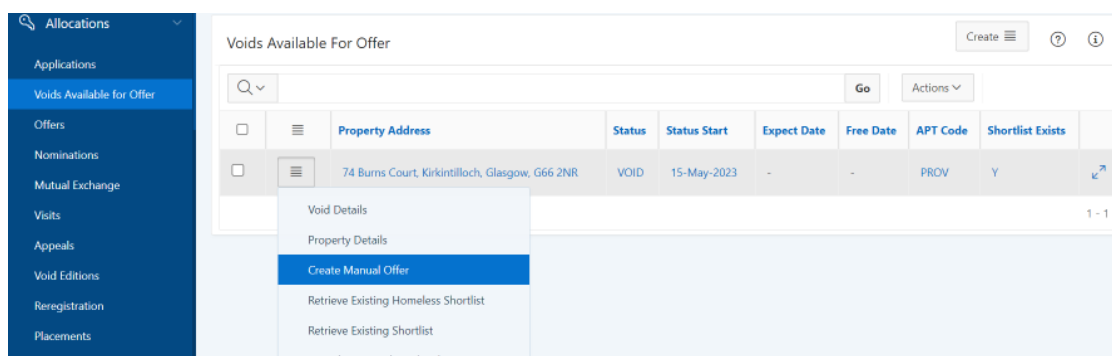 Allocations
Applications
Voids Available for Offer
Offers
Nominations
Mutual Exchange
Visits
Appeals
Void Editions
Reregistration
Placements
Voids Available For Offer
Create
Go
Actions
Property Address Status Status Start Expect Date Free Date APT Code Shortlist Exists
74 Burns Court, Kirkintilloch, Glasgow, G66 2NR VOID 15-May-2023 - - PROV Y
1 - 1
Void Details
Property Details
Create Manual Offer
Retrieve Existing Homeless Shortlist
Retrieve Existing Shortlist